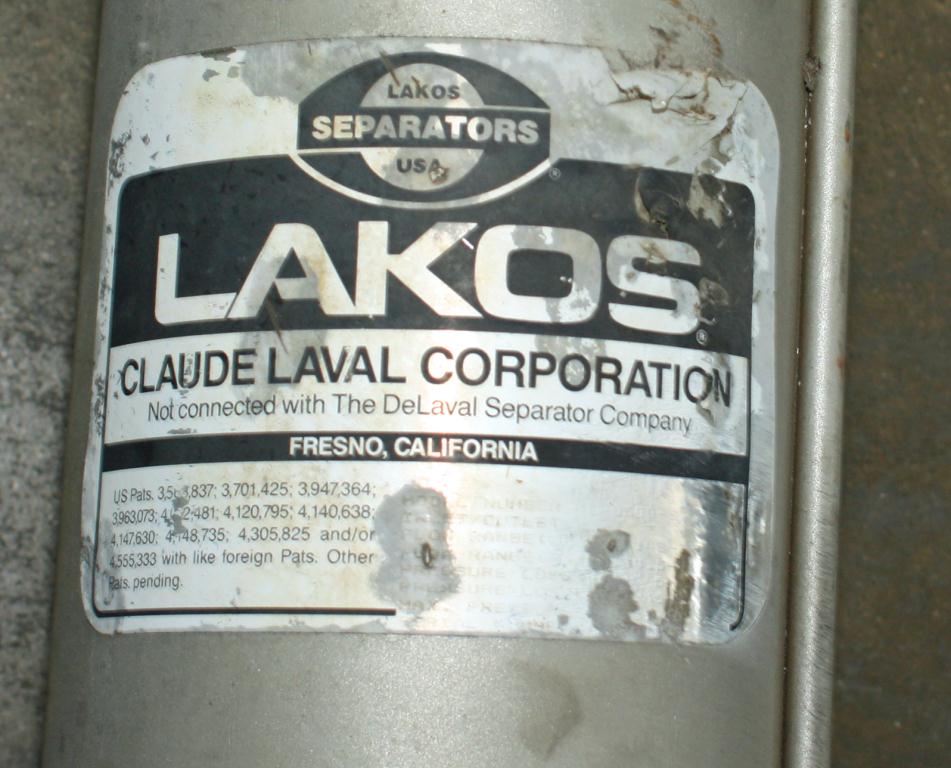 LAKOS
SEPARATORS
USA
®
LAKOS®
CLAUDE LAVAL CORPORATION
Not connected with The DeLaval Separator Company
FRESNO, CALIFORNIA
US Pats. 3,701,425; 3,947,364;
3,963,073; 4,120,795; 4,140,638;
4,147,630; 4,305,825 and/or
4,555,333 with like foreign Pats. Other
Pats. pending.